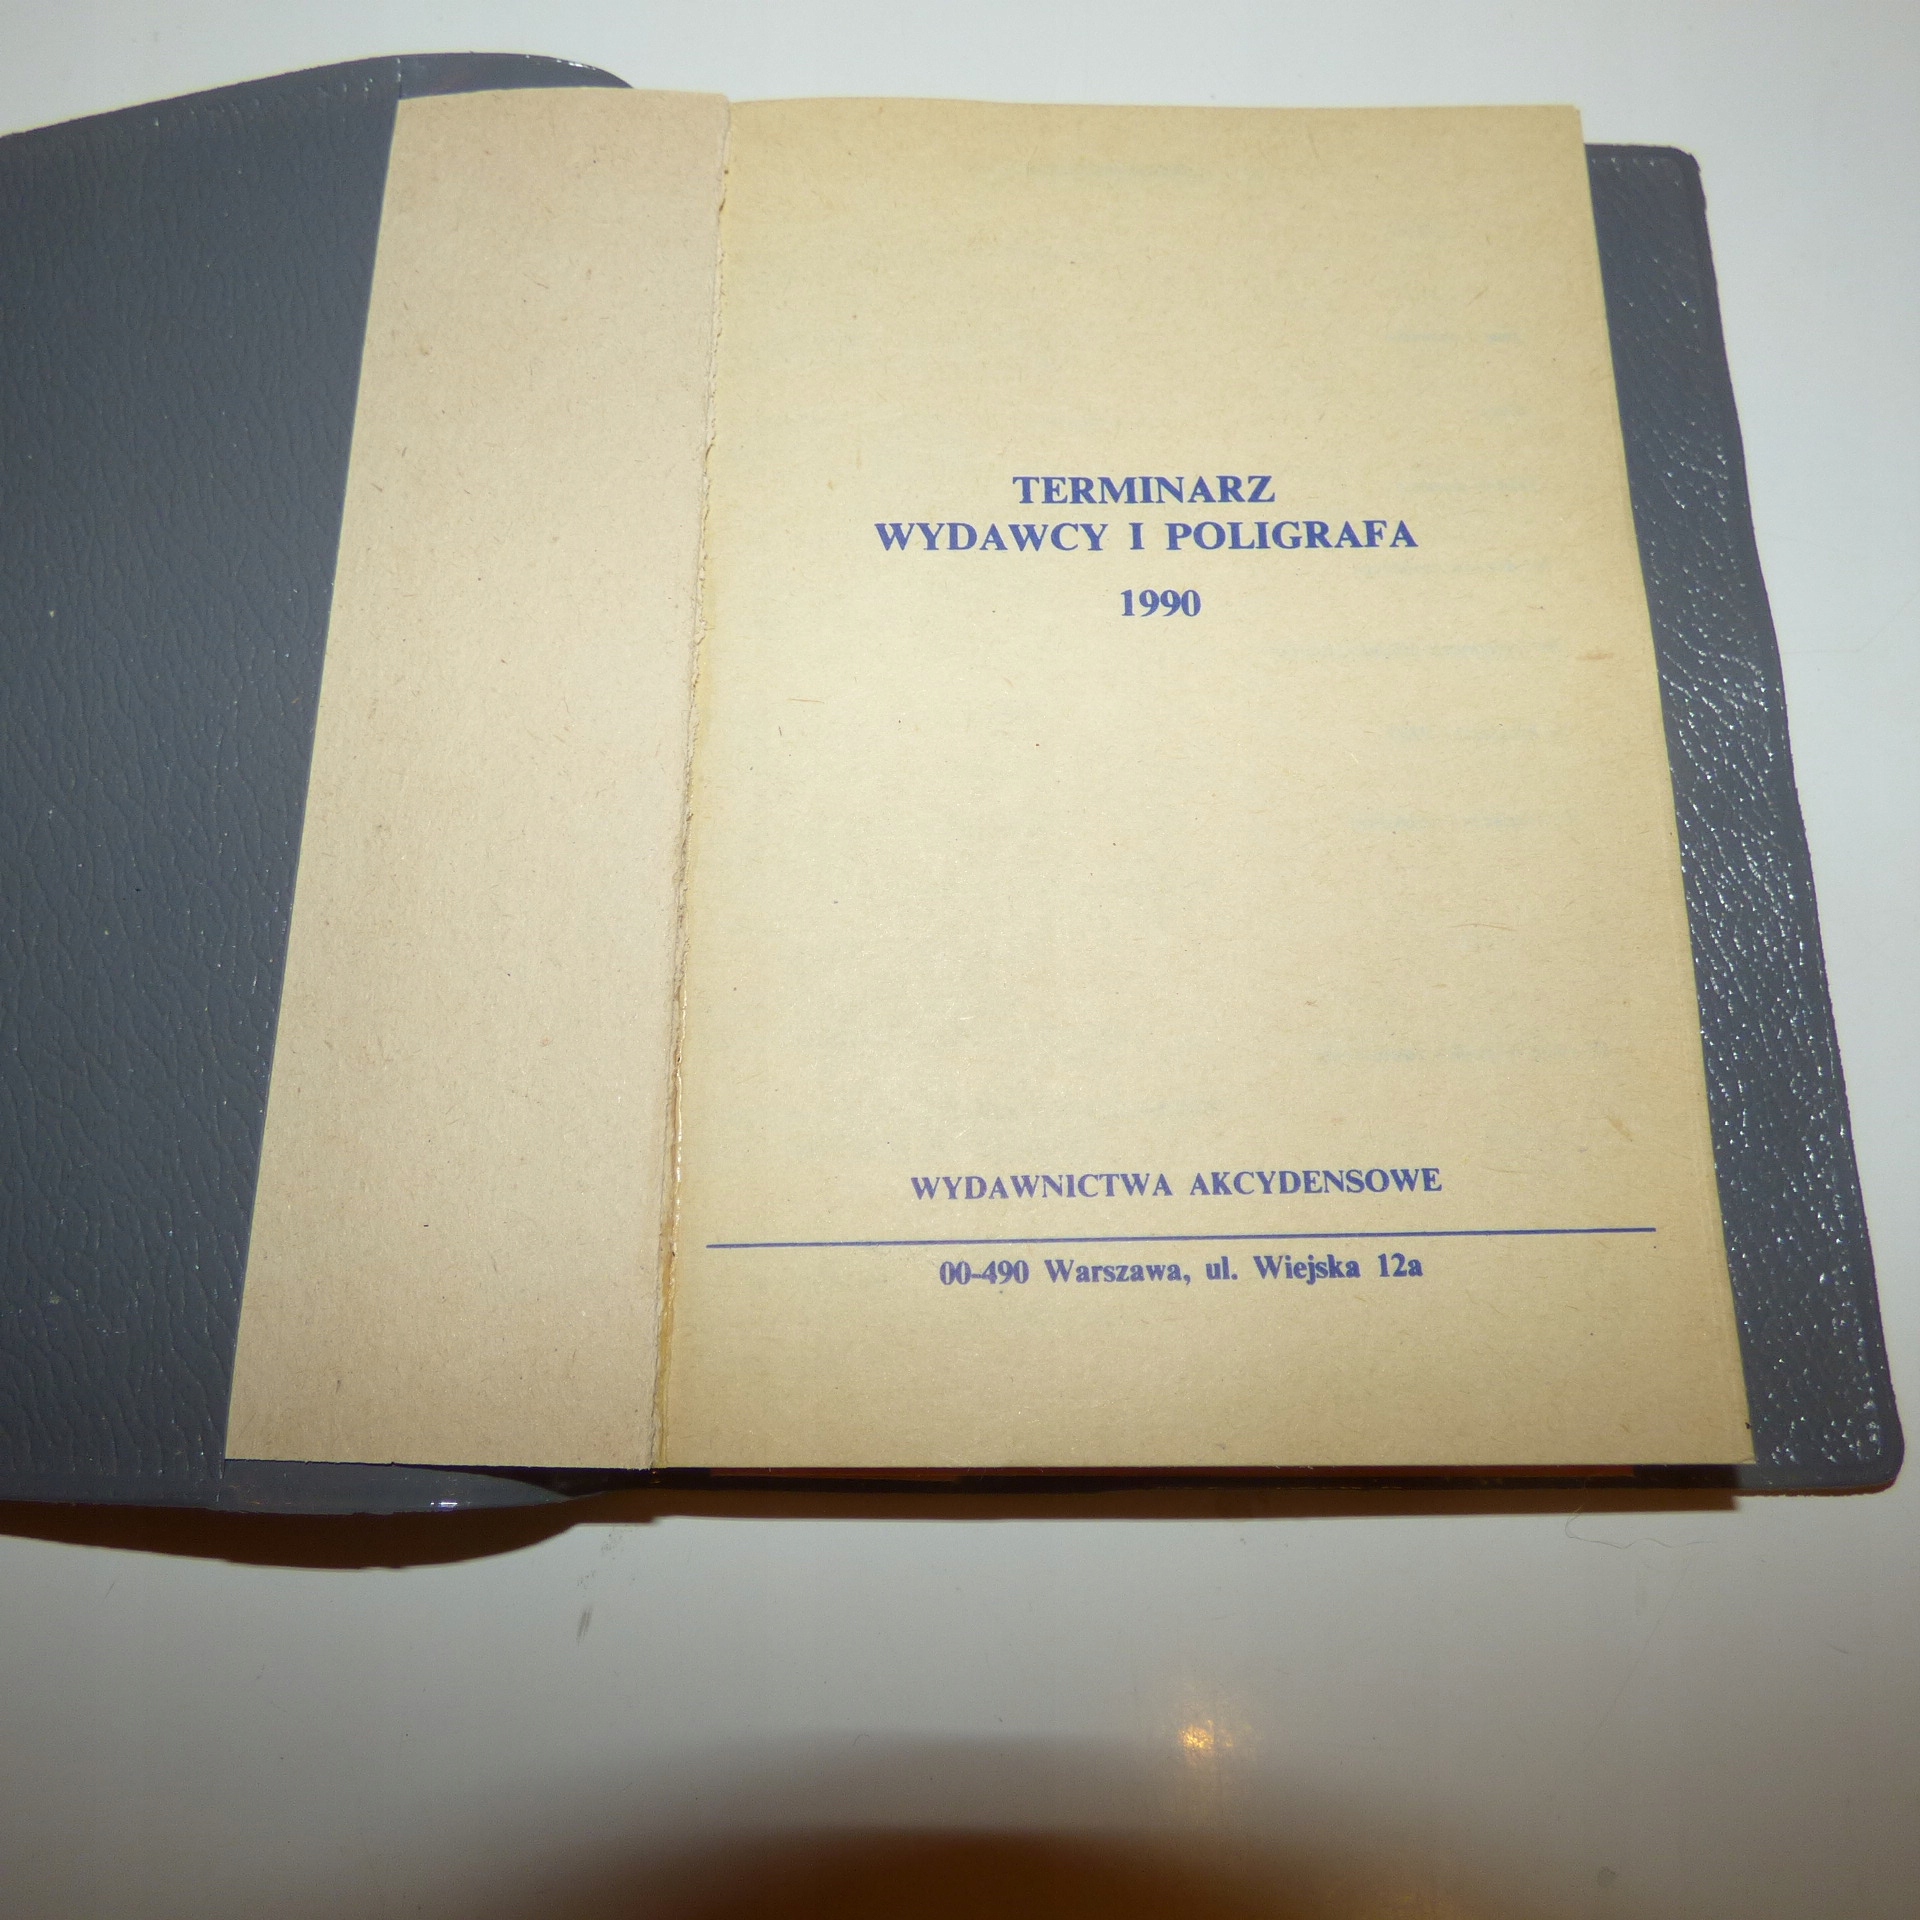 TERMINARZ
WYDAWCY I POLIGRAFA
1990
WYDAWNICTWA AKCYDENSOWE
00-490 Warszawa, ul. Wiejska 12a